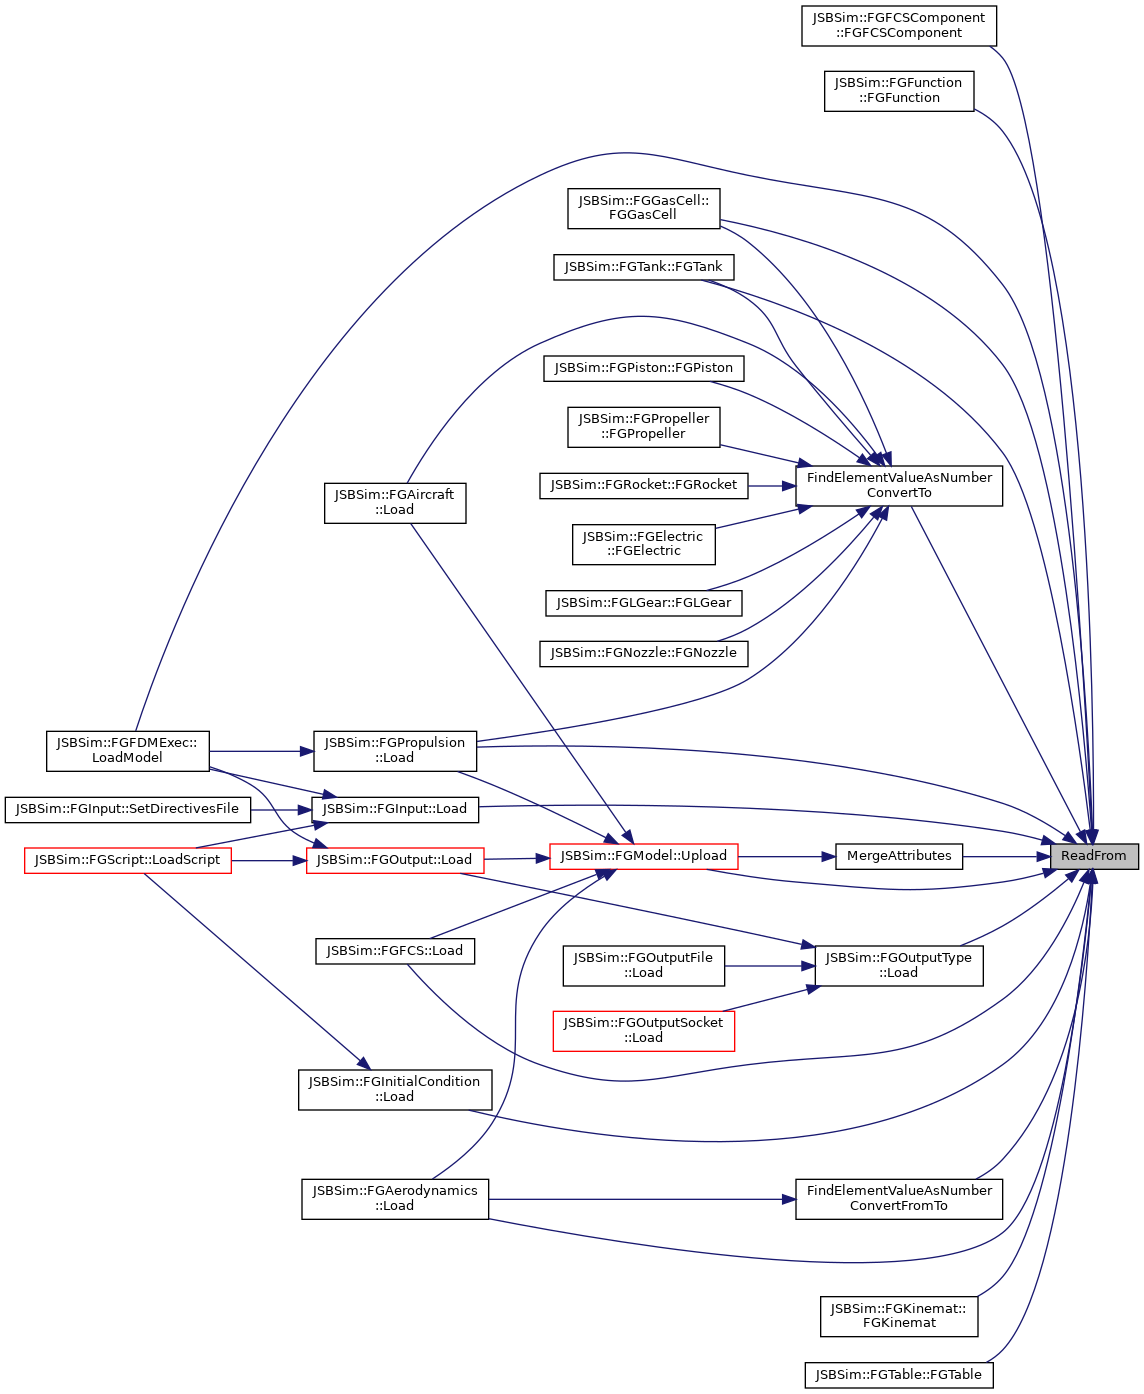 JSBSim::FGFCSComponent
::FGFCSComponent
JSBSim::FGFunction
::FGFunction
JSBSim::FGGasCell::
FGGasCell
JSBSim::FGTank::FGTank
JSBSim::FGPiston::FGPiston
JSBSim::FGPropeller
::FGPropeller
FindElementValueAsNumber
ConvertTo
JSBSim::FGRocket::FGRocket
JSBSim::FGAircraft
::Load
JSBSim::FGElectric
::FGElectric
JSBSim::FGLGear::FGLGear
JSBSim::FGNozzle::FGNozzle
JSBSim::FGFDMExec::
LoadModel
JSBSim::FGPropulsion
::Load
JSBSim::FGInput::SetDirectivesFile
JSBSim::FGInput::Load
JSBSim::FGScript::LoadScript
JSBSim::FGOutput::Load
JSBSim::FGModel::Upload
MergeAttributes
ReadFrom
JSBSim::FGFCS::Load
JSBSim::FGOutputFile
::Load
JSBSim::FGOutputType
::Load
JSBSim::FGOutputSocket
::Load
JSBSim::FGInitialCondition
::Load
JSBSim::FGAerodynamics
::Load
FindElementValueAsNumber
ConvertFromTo
JSBSim::FGKinemat::
FGKinemat
JSBSim::FGTable::FGTable